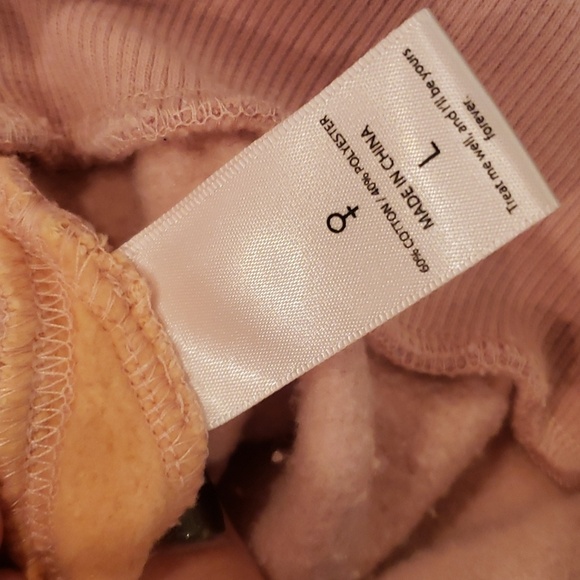 Treat me well, and I'll be yours
forever.
L
MADE IN CHINA
60% COTTON / 40% POLYESTER
♀